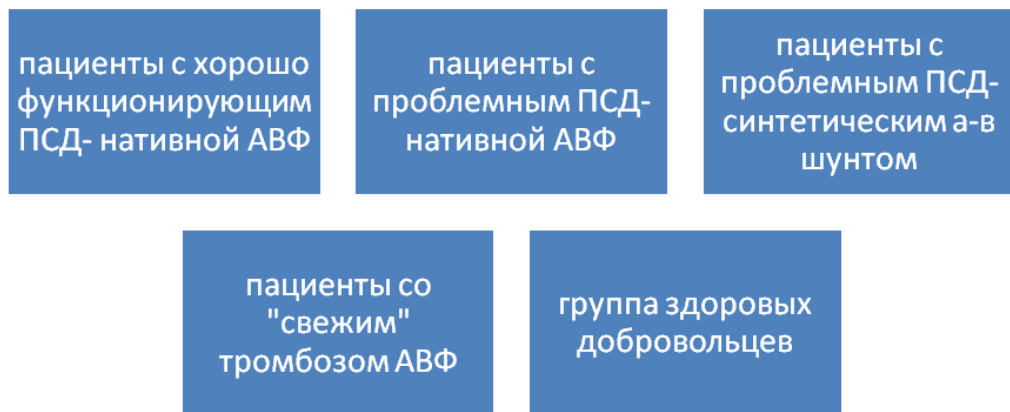 пациенты с хорошо
функционирующим
ПСД- нативной АВФ
пациенты с
проблемным ПСД-
нативной АВФ
пациенты с
проблемным ПСД-
синтетическим а-в
шунтом
пациенты со
"свежим"
тромбозом АВФ
группа здоровых
добровольцев